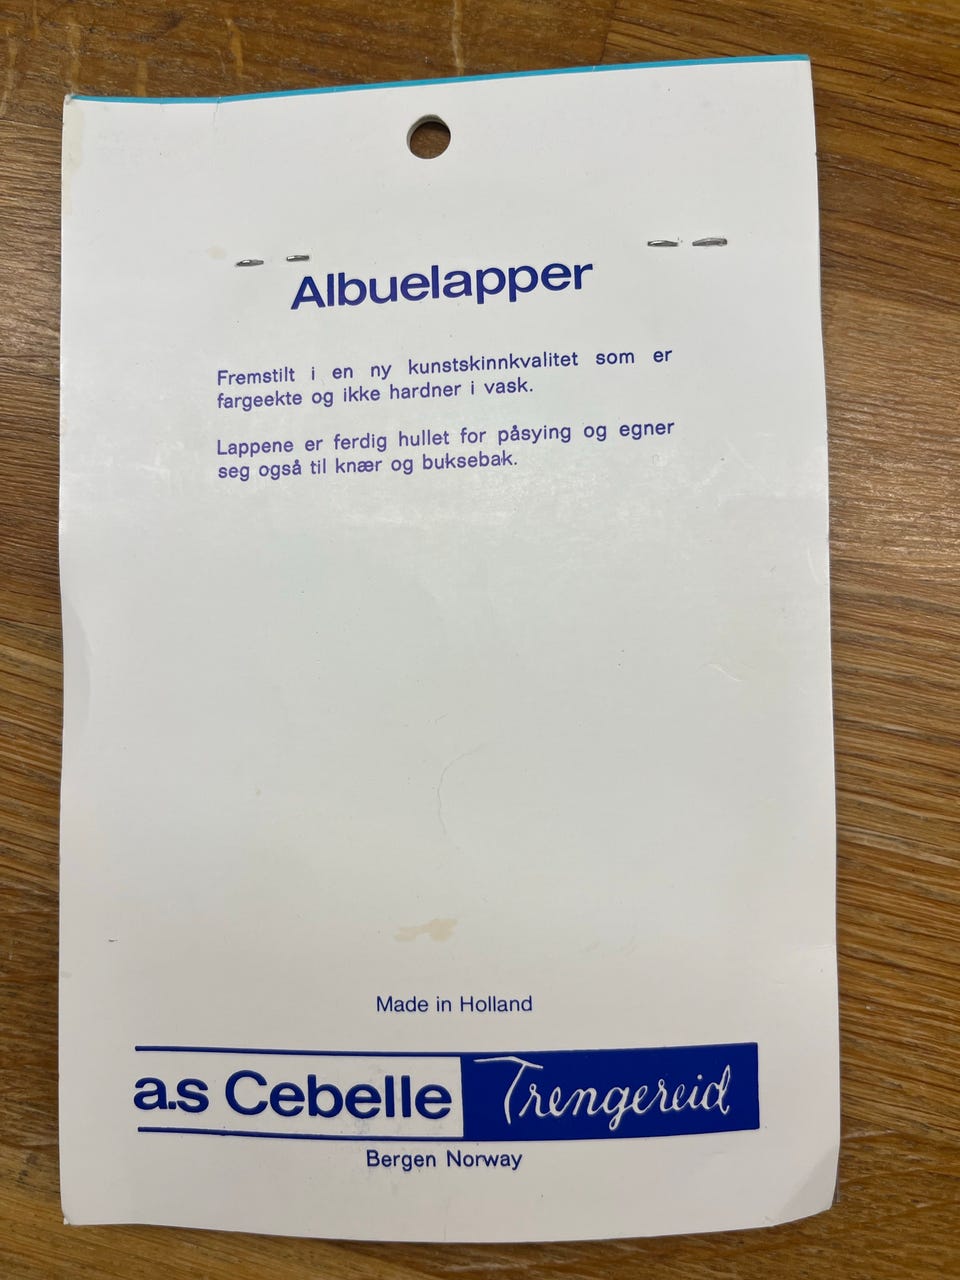 Albuelapper
Fremstilt i en ny kunstskinnkvalitet som er
fargeekte og ikke hardner i vask.
Lappene er ferdig hullet for påsying og egner
seg også til knær og buksebak.
Made in Holland
a.s Cebelle Trengereid
Bergen Norway